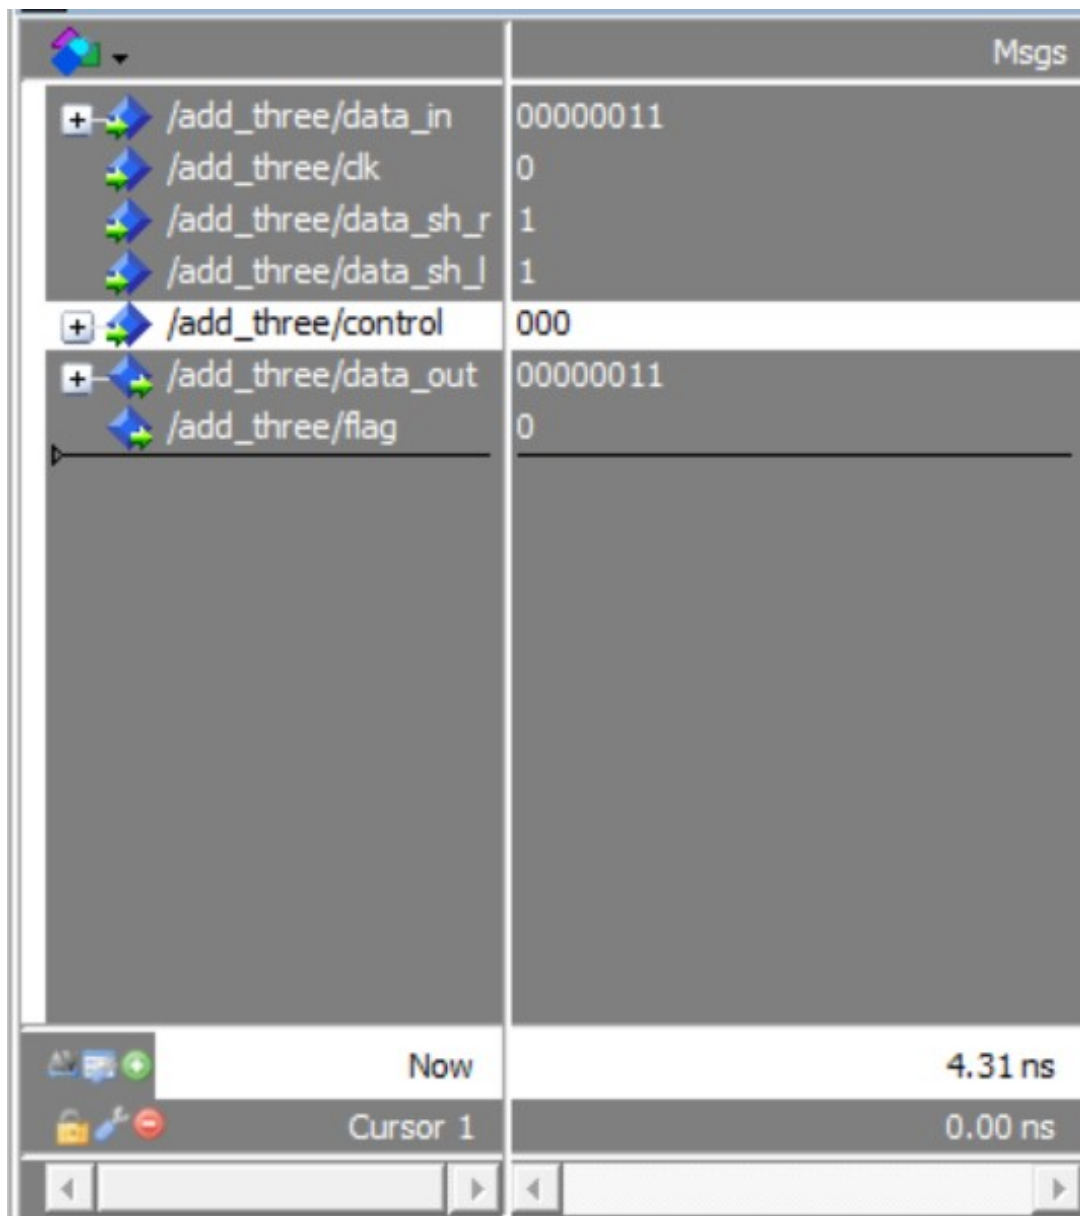 Msgs
/add_three/data_in 00000011
/add_three/clk 0
/add_three/data_sh_r 1
/add_three/data_sh_l 1
/add_three/control 000
/add_three/data_out 00000011
/add_three/flag 0
Now 4.31 ns
Cursor 1 0.00 ns